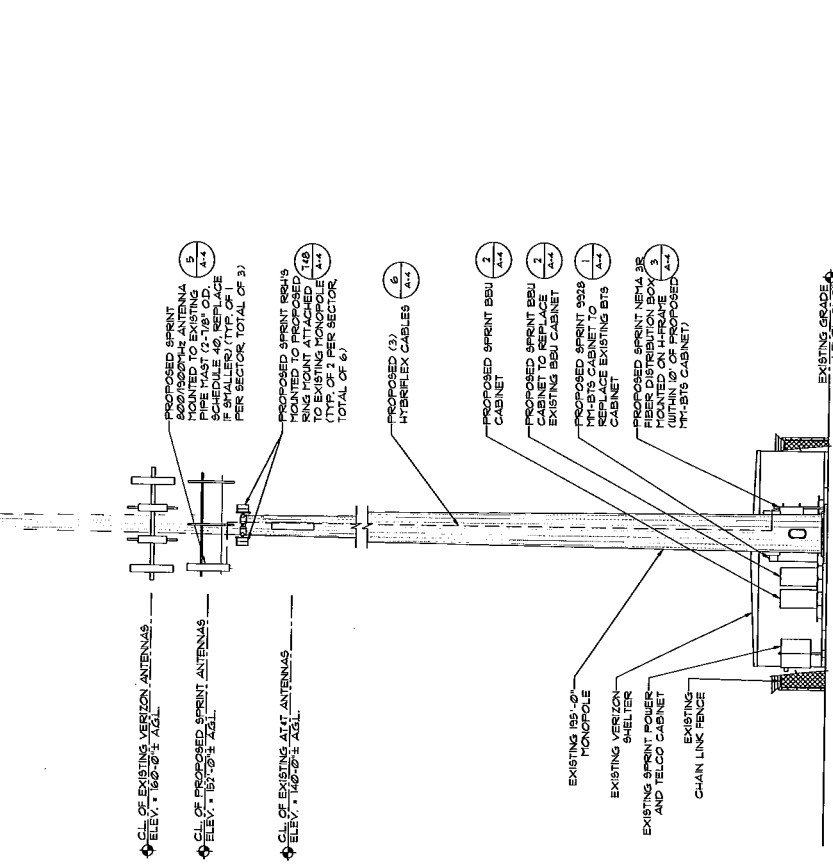 PROPOSED SPRINT
800/1900MHz ANTENNA
MOUNTED TO EXISTING
PIPE MAST (2-7/8" O.D.
SCHEDULE 40, REPLACE
IF SMALLER) (TYP. OF 1
PER SECTOR, TOTAL OF 3)
5
A-4
PROPOSED SPRINT RRH'S
MOUNTED TO PROPOSED
RING MOUNT ATTACHED
TO EXISTING MONOPOLE
(TYP. OF 2 PER SECTOR,
TOTAL OF 6)
7&8
A-4
PROPOSED (3)
HYBRIFLEX CABLES
6
A-4
PROPOSED SPRINT BBU
CABINET
2
A-4
PROPOSED SPRINT BBU
CABINET TO REPLACE
EXISTING BBU CABINET
2
A-4
PROPOSED SPRINT 9928
MM-BTS CABINET TO
REPLACE EXISTING BTS
CABINET
1
A-4
PROPOSED SPRINT NEMA 3R
FIBER DISTRIBUTION BOX
MOUNTED ON H-FRAME
(WITHIN 10' OF PROPOSED
MM-BTS CABINET)
3
A-4
EXISTING GRADE
C.L. OF EXISTING VERIZON ANTENNAS
ELEV. = 160'-0"± A.G.L.
C.L. OF PROPOSED SPRINT ANTENNAS
ELEV. = 152'-0"± A.G.L.
C.L. OF EXISTING AT&T ANTENNAS
ELEV. = 140'-0"± A.G.L.
EXISTING 195'-0"
MONOPOLE
EXISTING VERIZON
SHELTER
EXISTING SPRINT POWER
AND TELCO CABINET
EXISTING
CHAIN LINK FENCE